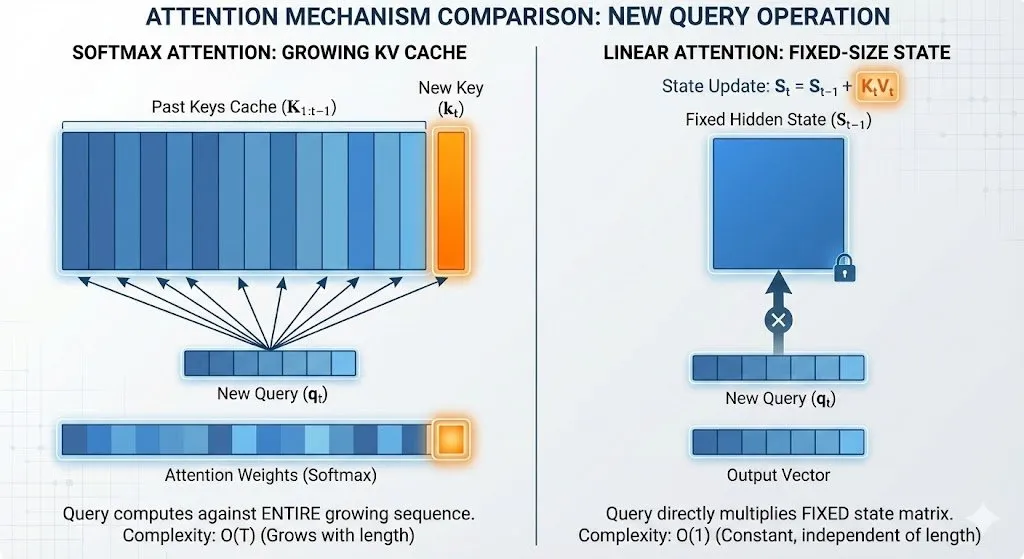 ATTENTION MECHANISM COMPARISON: NEW QUERY OPERATION
SOFTMAX ATTENTION: GROWING KV CACHE
Past Keys Cache (K₁:ₜ₋₁)
New Key
(kₜ)
New Query (qₜ)
Attention Weights (Softmax)
Query computes against ENTIRE growing sequence.
Complexity: O(T) (Grows with length)
LINEAR ATTENTION: FIXED-SIZE STATE
State Update: Sₜ = Sₜ₋₁ + KₜVₜ
Fixed Hidden State (Sₜ₋₁)
New Query (qₜ)
Output Vector
Query directly multiplies FIXED state matrix.
Complexity: O(1) (Constant, independent of length)